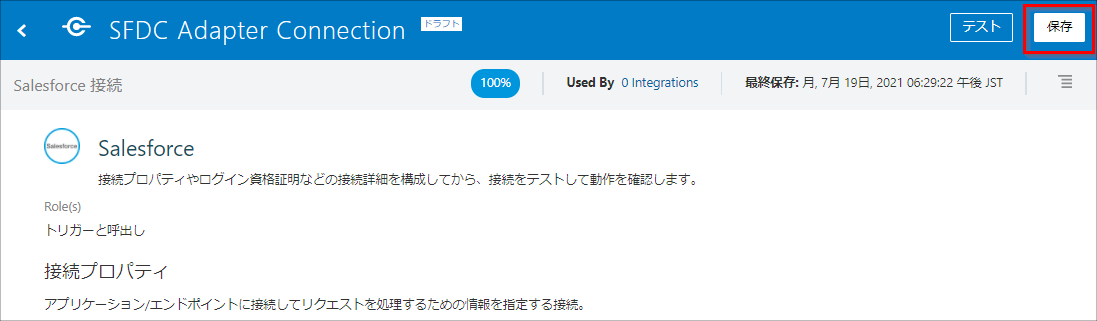 SFDC Adapter Connection ドラフト テスト 保存
Salesforce 接続 100% Used By 0 Integrations 最終保存: 月, 7月 19日, 2021 06:29:22 午後 JST
Salesforce Salesforce
接続プロパティやログイン資格証明などの接続詳細を構成してから、接続をテストして動作を確認します。
Role(s)
トリガーと呼出し
接続プロパティ
アプリケーション/エンドポイントに接続してリクエストを処理するための情報を指定する接続。